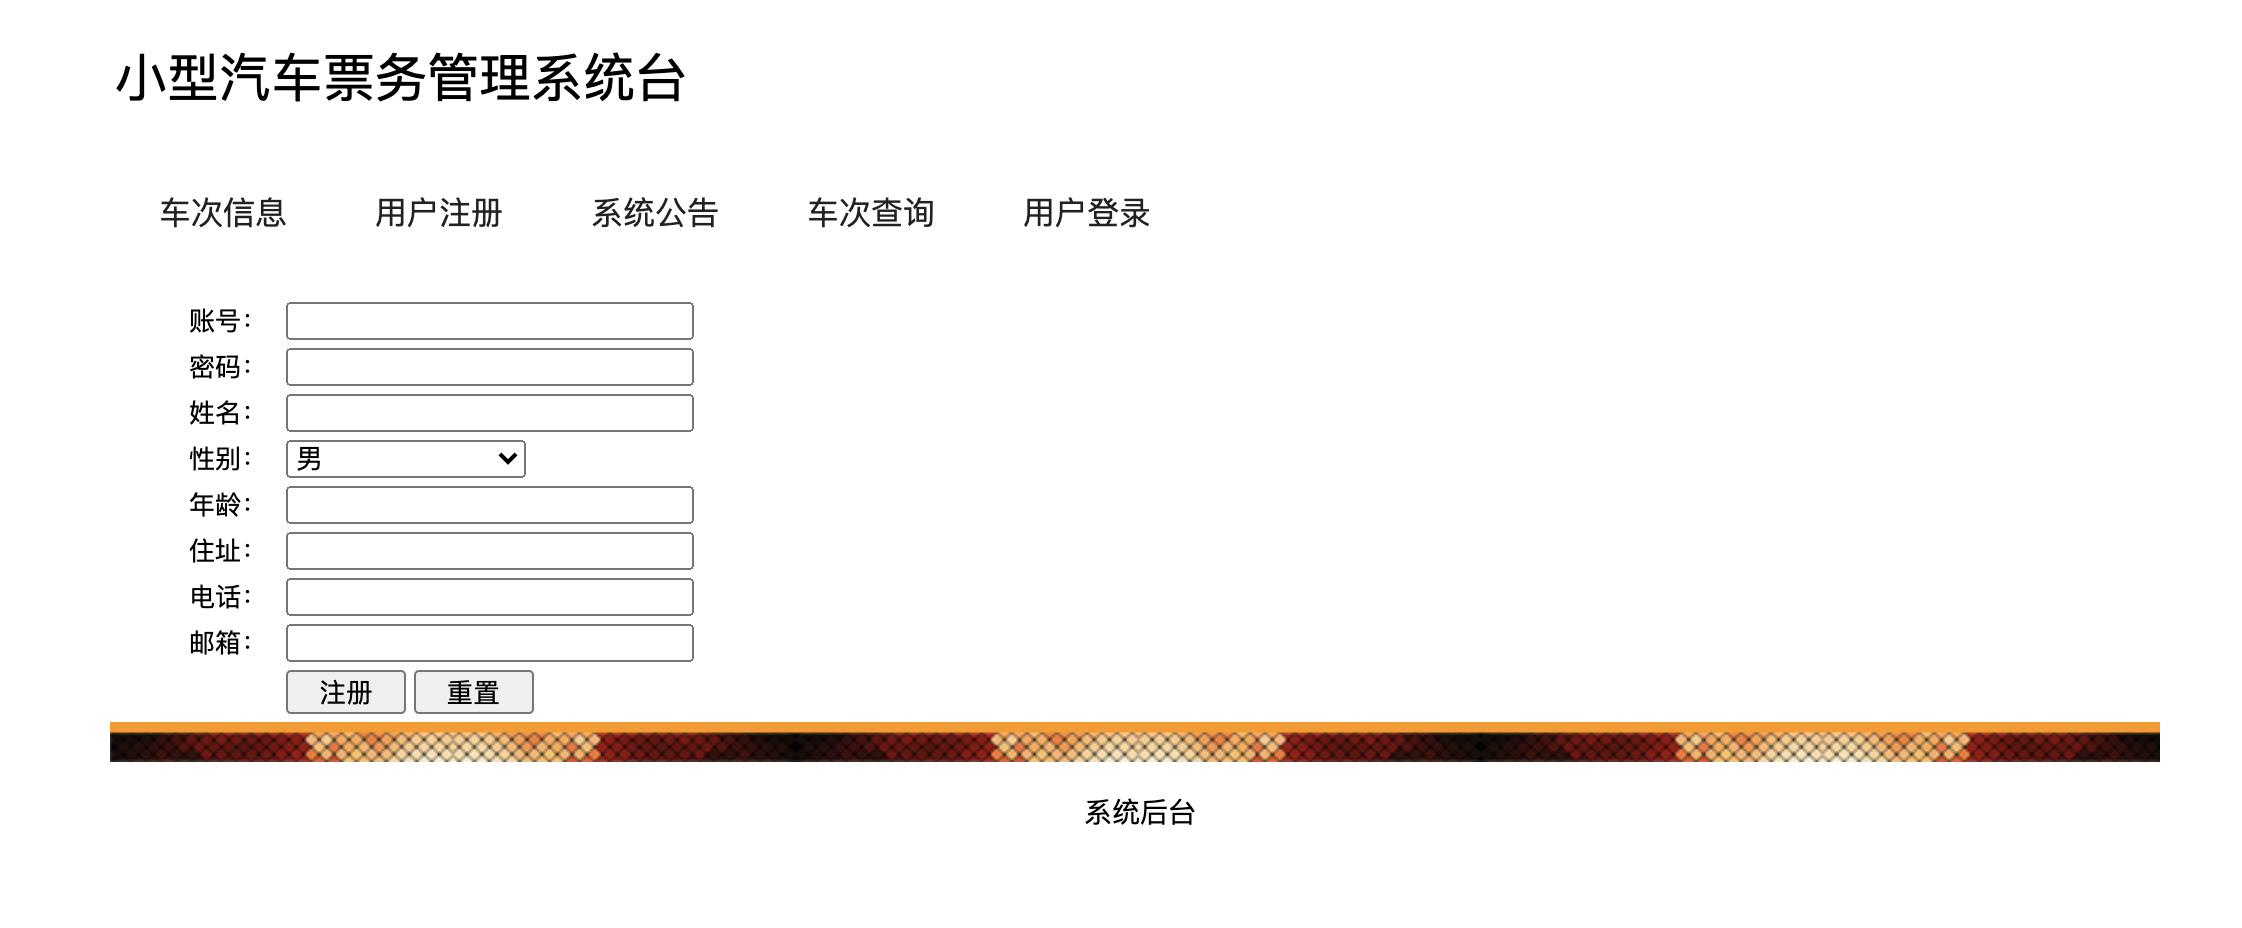 小型汽车票务管理系统台
车次信息 用户注册 系统公告 车次查询 用户登录
账号：
密码：
姓名：
性别： 男
年龄：
住址：
电话：
邮箱：
注册 重置
系统后台